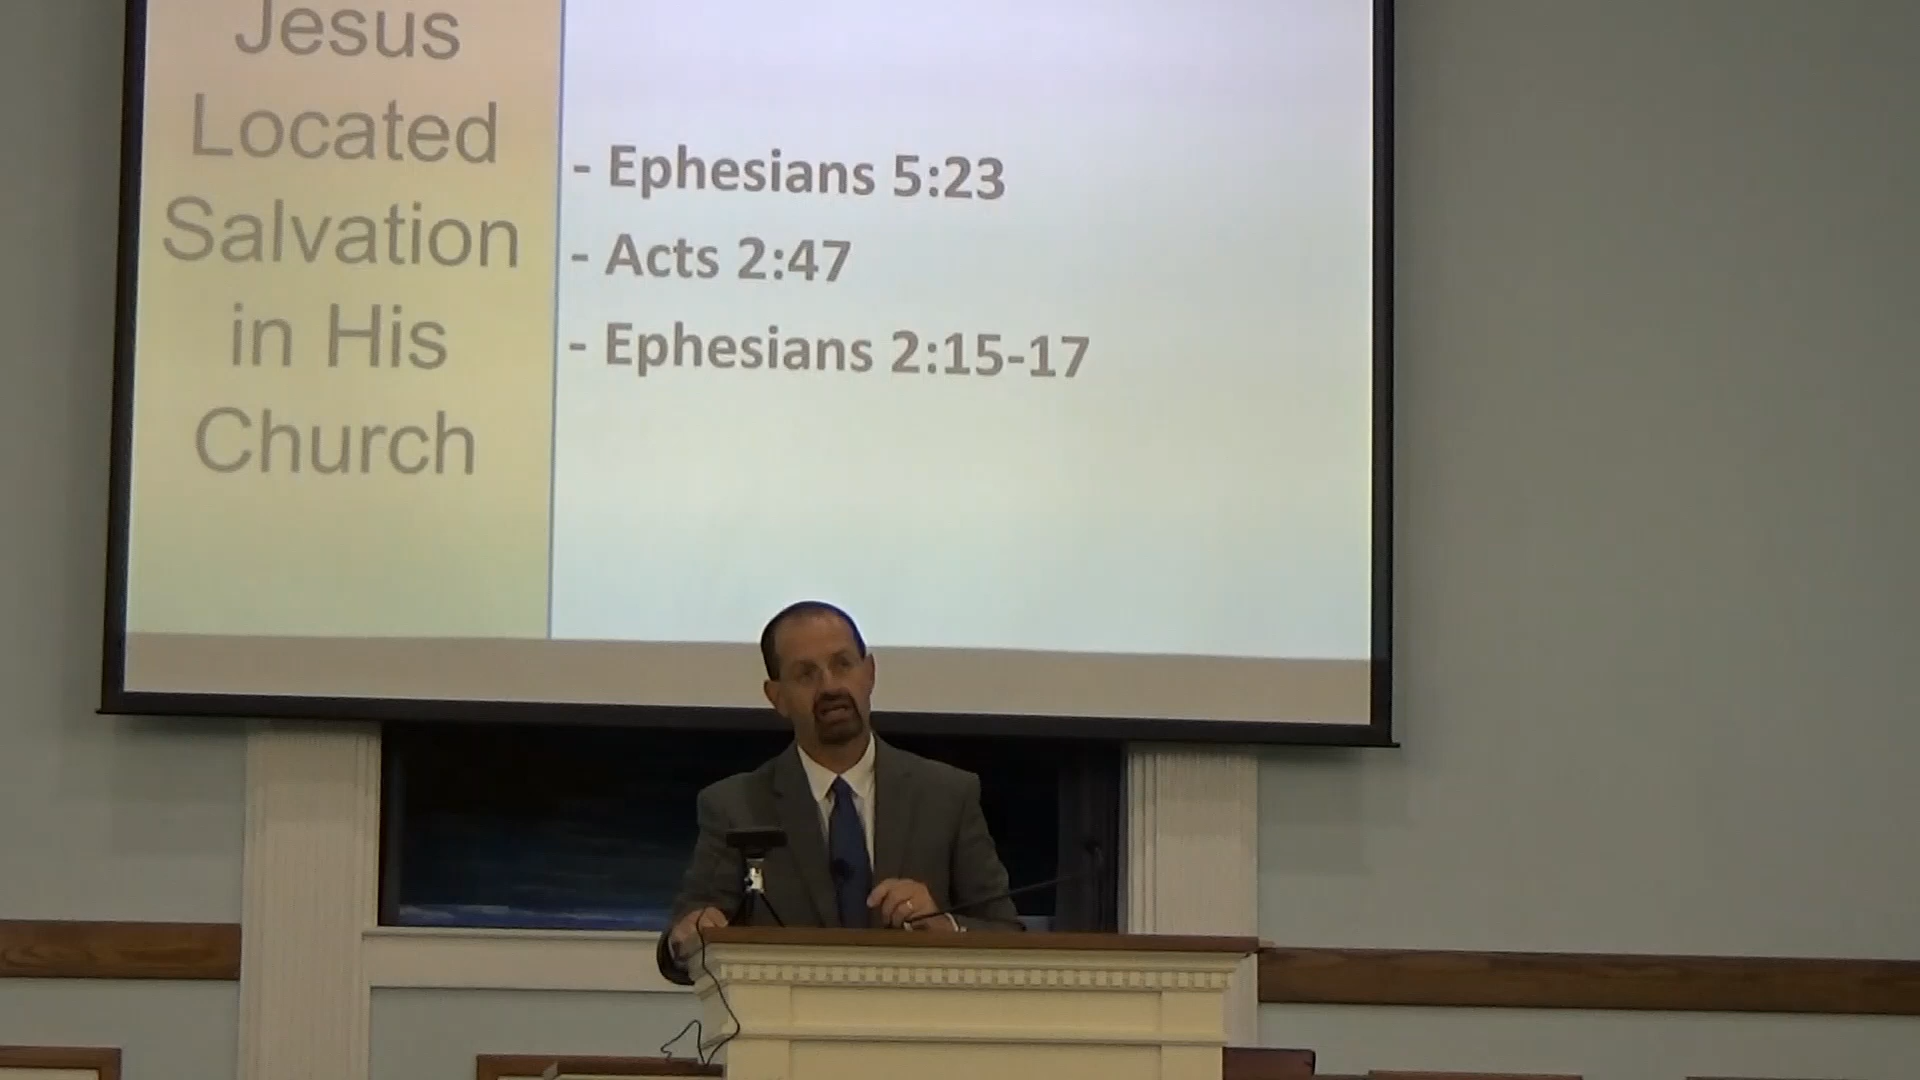 Jesus
Located
Salvation
in His
Church
- Ephesians 5:23
- Acts 2:47
- Ephesians 2:15-17